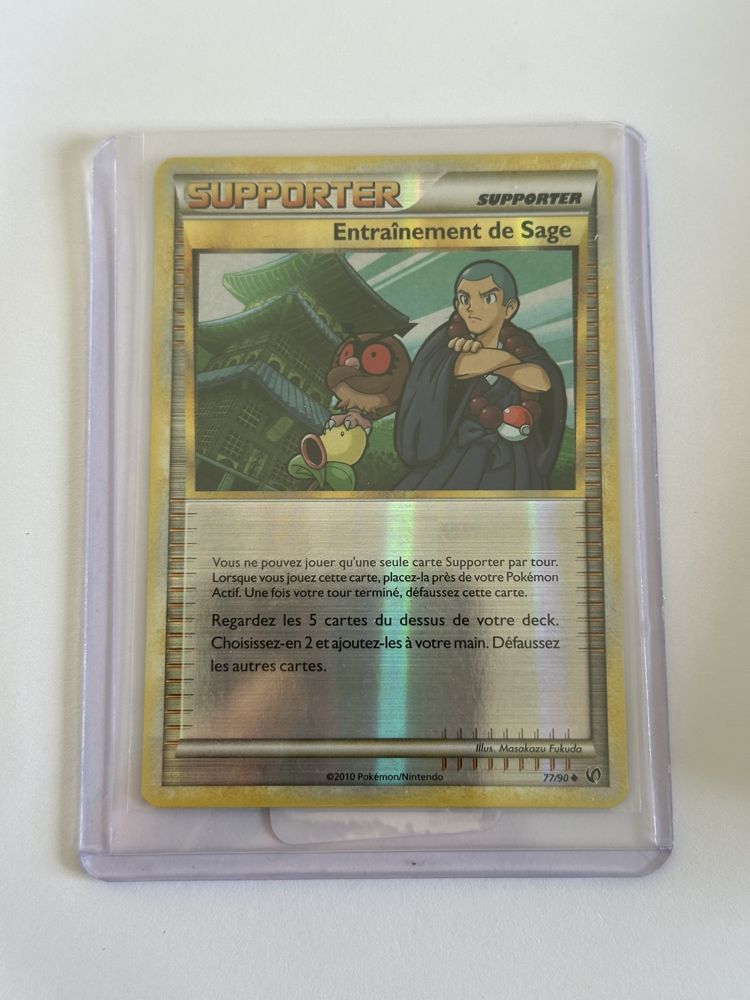 SUPPORTER
SUPPORTER
Entraînement de Sage
Vous ne pouvez jouer qu'une seule carte Supporter par tour.
Lorsque vous jouez cette carte, placez-la près de votre Pokémon
Actif. Une fois votre tour terminé, défaussez cette carte.
Regardez les 5 cartes du dessus de votre deck.
Choisissez-en 2 et ajoutez-les à votre main. Défaussez
les autres cartes.
Illus. Masakazu Fukuda
©2010 Pokémon/Nintendo
77/90